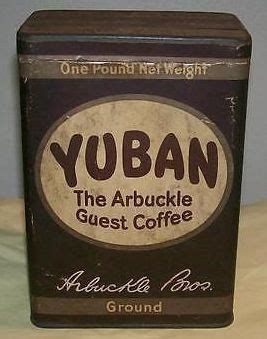 One Pound Net Weight
YUBAN
The Arbuckle
Guest Coffee
Arbuckle Bros.
Ground